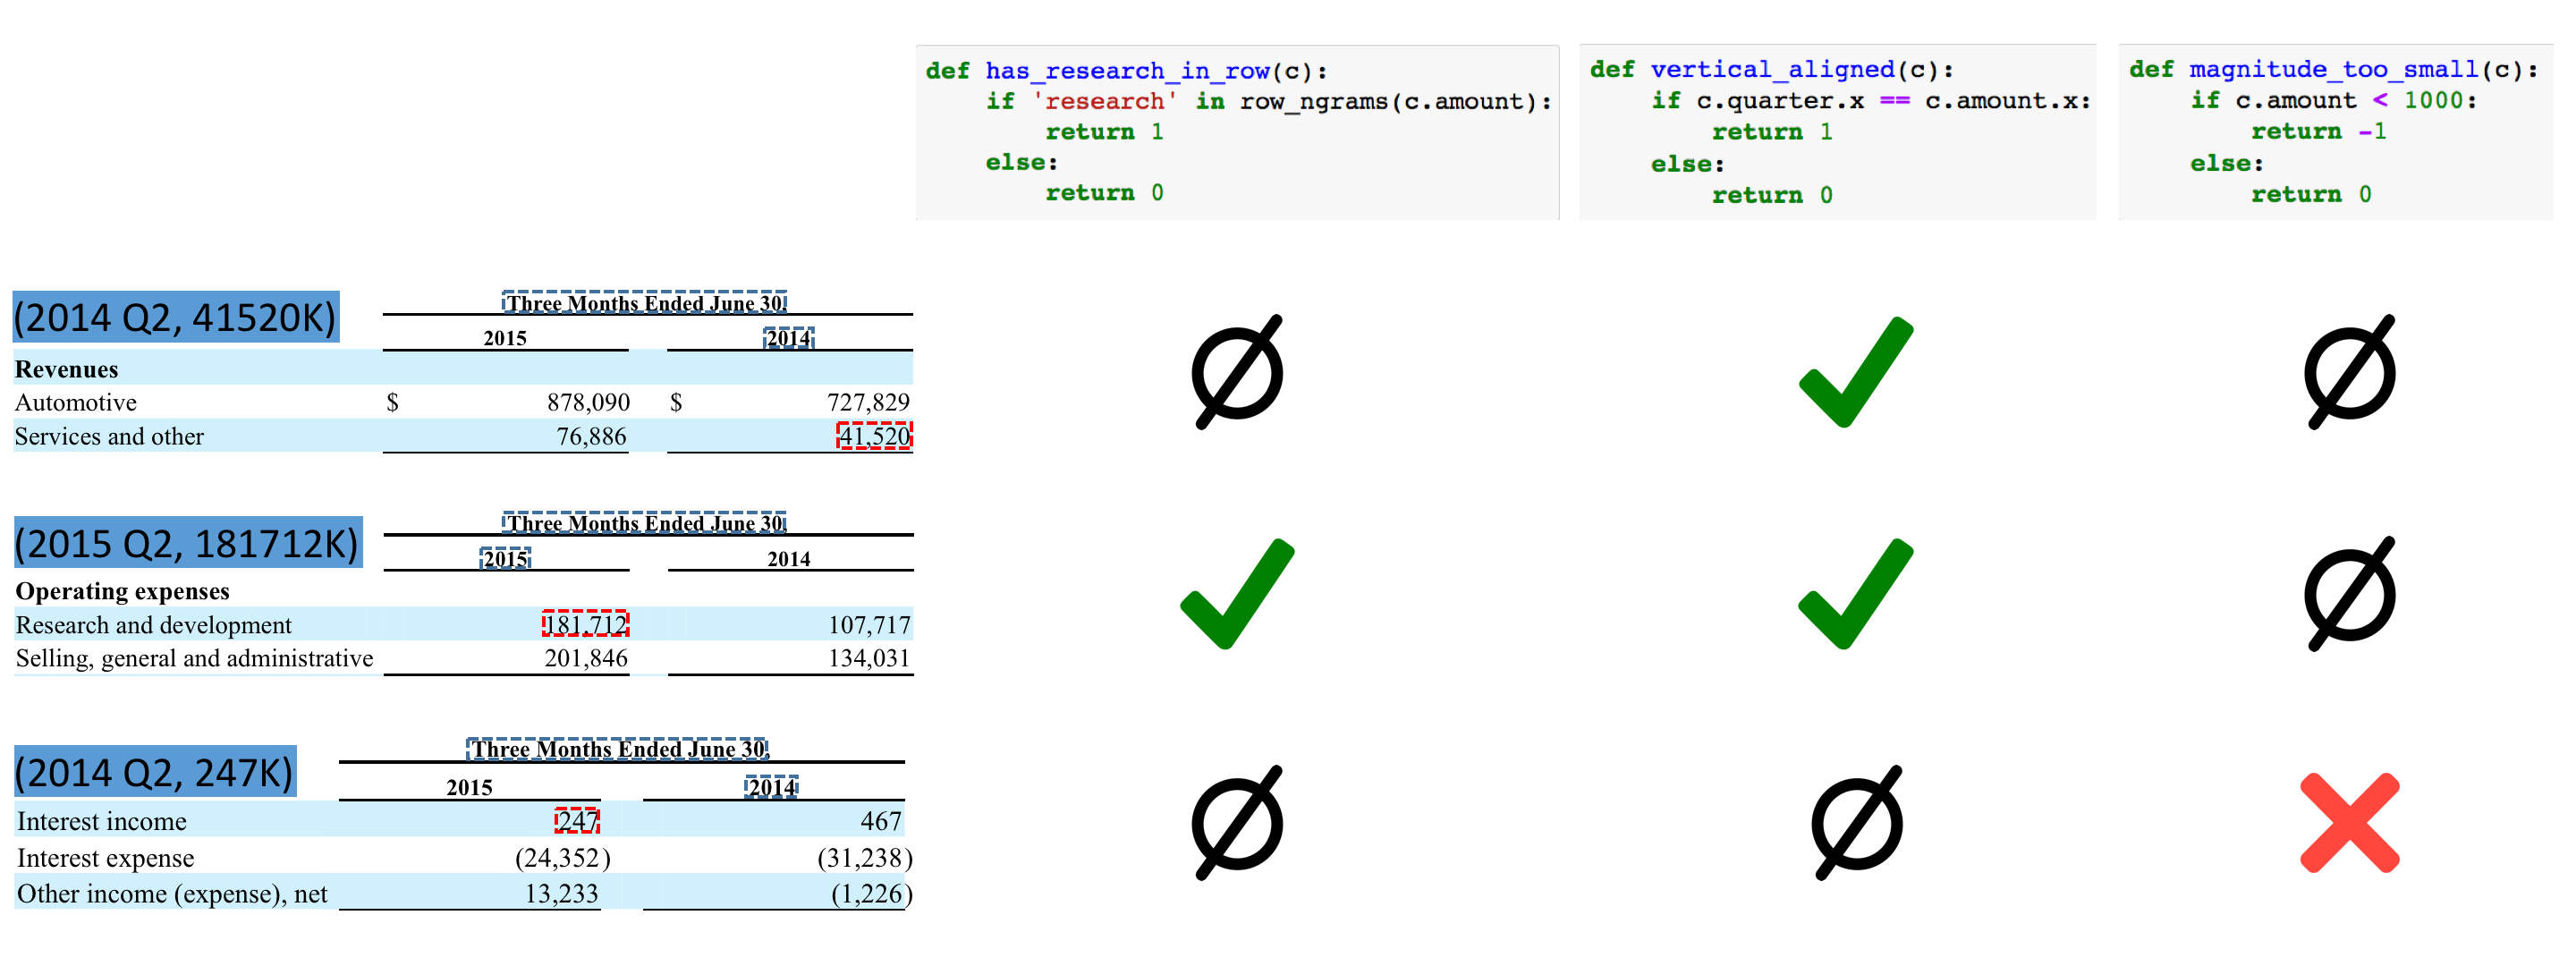 def has_research_in_row(c):
    if 'research' in row_ngrams(c.amount):
        return 1
    else:
        return 0
def vertical_aligned(c):
    if c.quarter.x == c.amount.x:
        return 1
    else:
        return 0
def magnitude_too_small(c):
    if c.amount < 1000:
        return -1
    else:
        return 0
(2014 Q2, 41520K)
Three Months Ended June 30,
2015 2014
Revenues
Automotive $ 878,090 $ 727,829
Services and other 76,886 41,520
(2015 Q2, 181712K)
Three Months Ended June 30,
2015 2014
Operating expenses
Research and development 181,712 107,717
Selling, general and administrative 201,846 134,031
(2014 Q2, 247K)
Three Months Ended June 30,
2015 2014
Interest income 247 467
Interest expense (24,352) (31,238)
Other income (expense), net 13,233 (1,226)